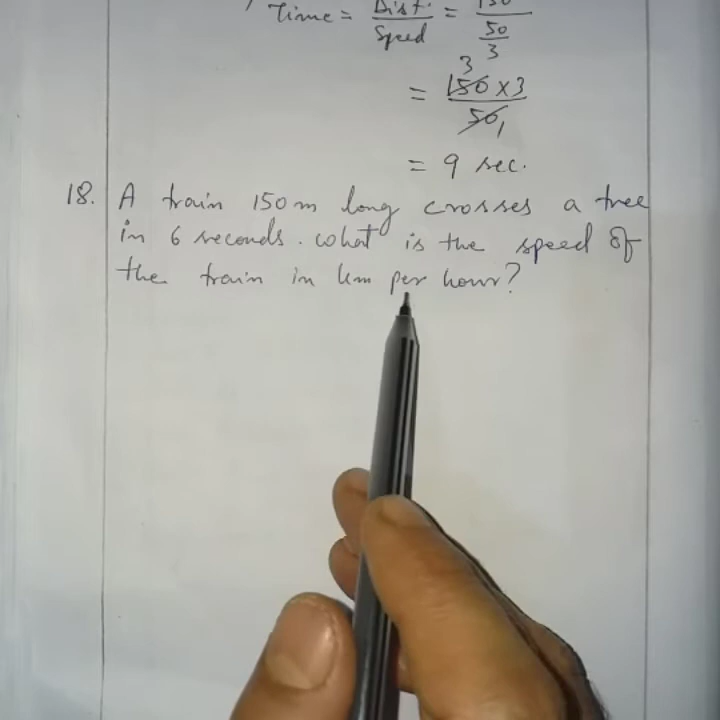 Time = Dist. / Speed = 150 / 50/3
= 150 × 3 / 50 3 1
= 9 sec.
18. A train 150 m long crosses a tree
in 6 seconds. What is the speed of
the train in km per hour?